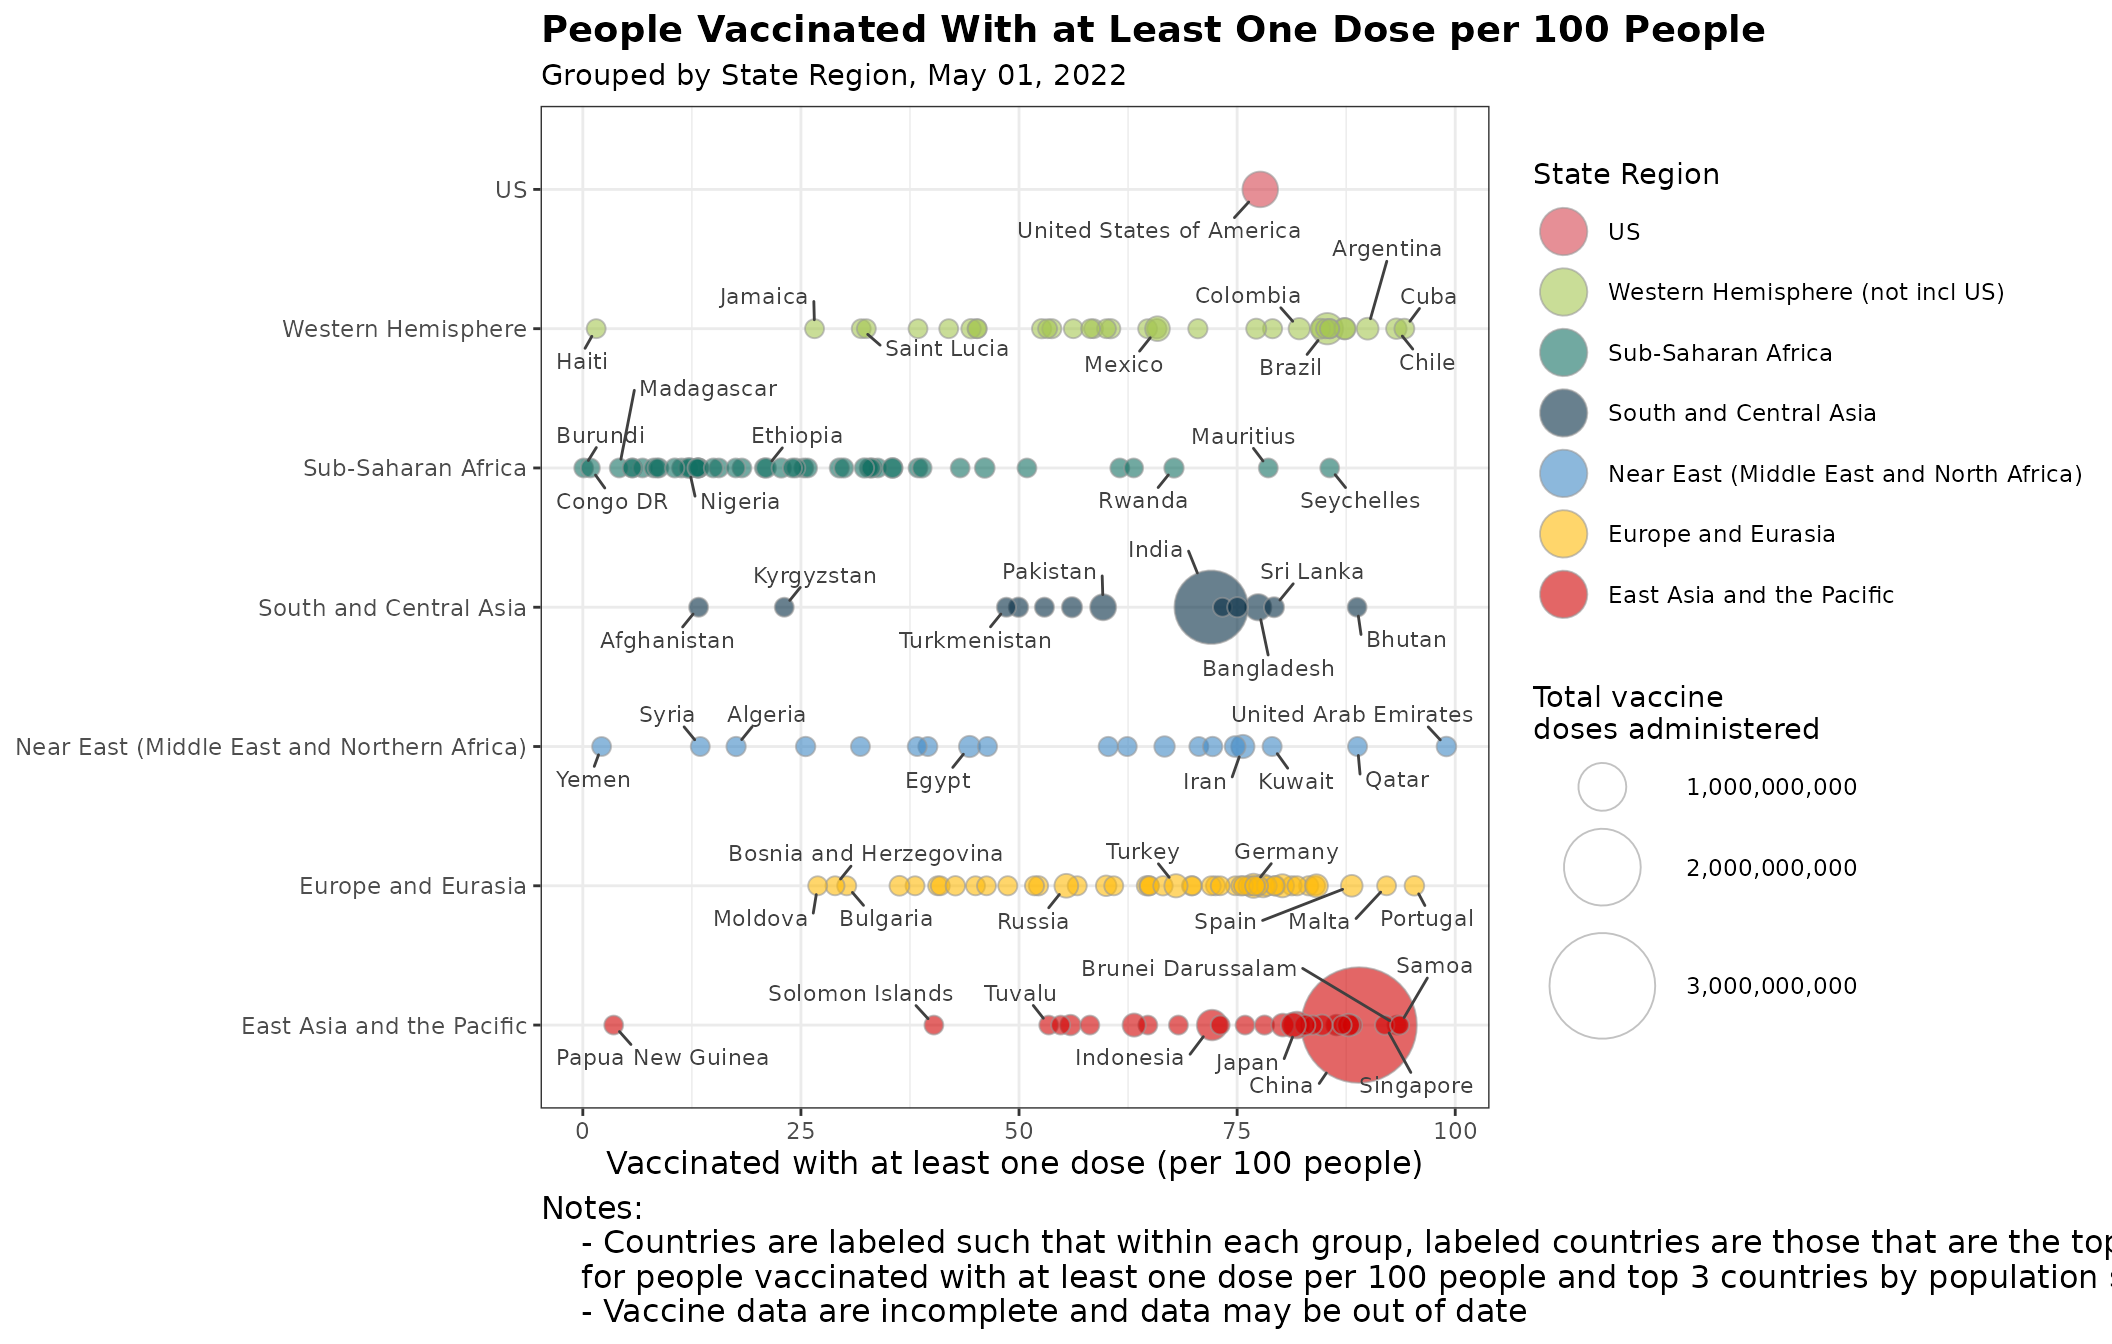 People Vaccinated With at Least One Dose per 100 People
Grouped by State Region, May 01, 2022
US
United States of America
Argentina
Jamaica
Colombia
Cuba
Western Hemisphere
Haiti
Saint Lucia
Mexico
Brazil
Chile
Madagascar
Burundi
Ethiopia
Mauritius
Sub-Saharan Africa
Congo DR
Nigeria
Rwanda
Seychelles
India
Kyrgyzstan
Pakistan
Sri Lanka
South and Central Asia
Afghanistan
Turkmenistan
Bhutan
Bangladesh
Syria
Algeria
United Arab Emirates
Near East (Middle East and Northern Africa)
Yemen
Egypt
Iran
Kuwait
Qatar
Bosnia and Herzegovina
Turkey
Germany
Europe and Eurasia
Moldova
Bulgaria
Russia
Spain
Malta
Portugal
Brunei Darussalam
Samoa
Solomon Islands
Tuvalu
East Asia and the Pacific
Papua New Guinea
Indonesia
Japan
China
Singapore
0
25
50
75
100
Vaccinated with at least one dose (per 100 people)
State Region
US
Western Hemisphere (not incl US)
Sub-Saharan Africa
South and Central Asia
Near East (Middle East and North Africa)
Europe and Eurasia
East Asia and the Pacific
Total vaccine
doses administered
1,000,000,000
2,000,000,000
3,000,000,000
Notes:
- Countries are labeled such that within each group, labeled countries are those that are the top
for people vaccinated with at least one dose per 100 people and top 3 countries by population
- Vaccine data are incomplete and data may be out of date